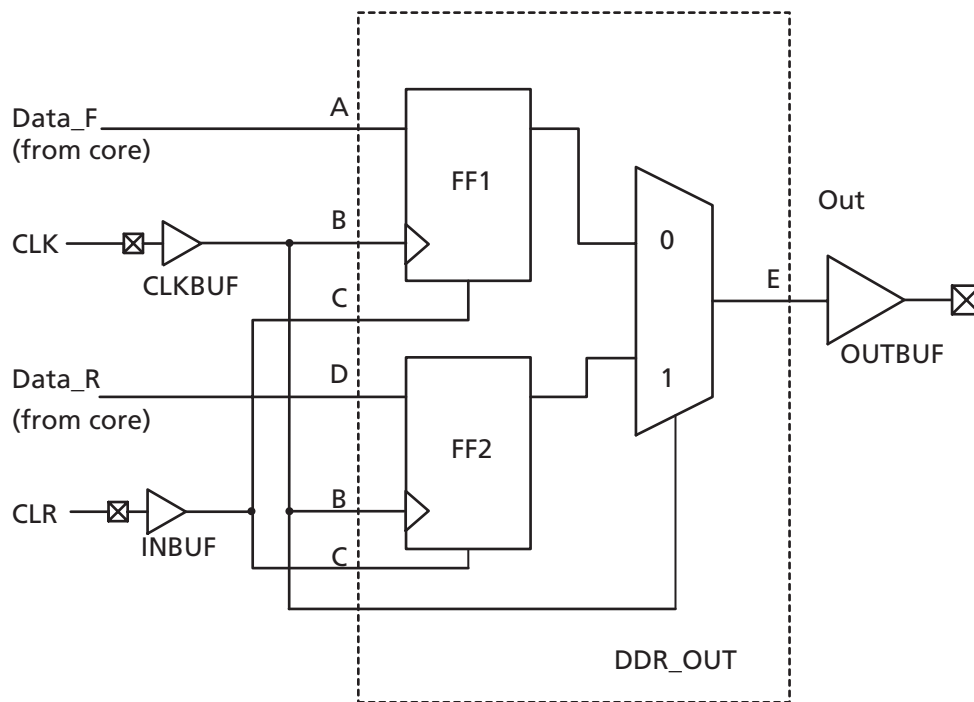 Data_F
(from core)
A
FF1
0
Out
CLK
CLKBUF
B
C
E
OUTBUF
Data_R
(from core)
D
FF2
1
CLR
INBUF
B
C
DDR_OUT